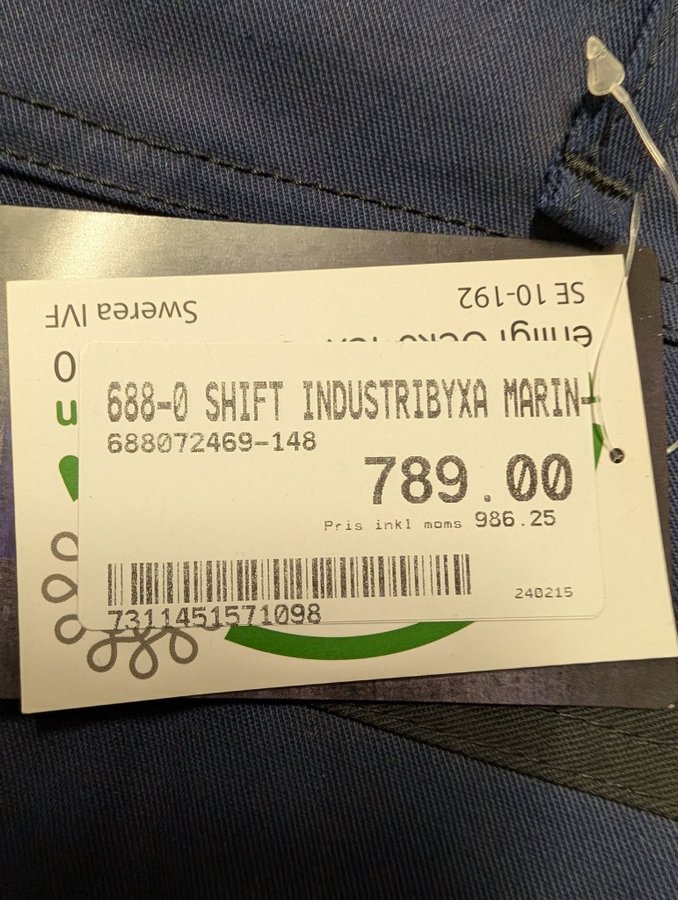 SE 10-192
Swerea IVF
688-0 SHIFT INDUSTRIBYXA MARIN-
688072469-148
789.00
Pris inkl moms 986.25
240215
7311451571098